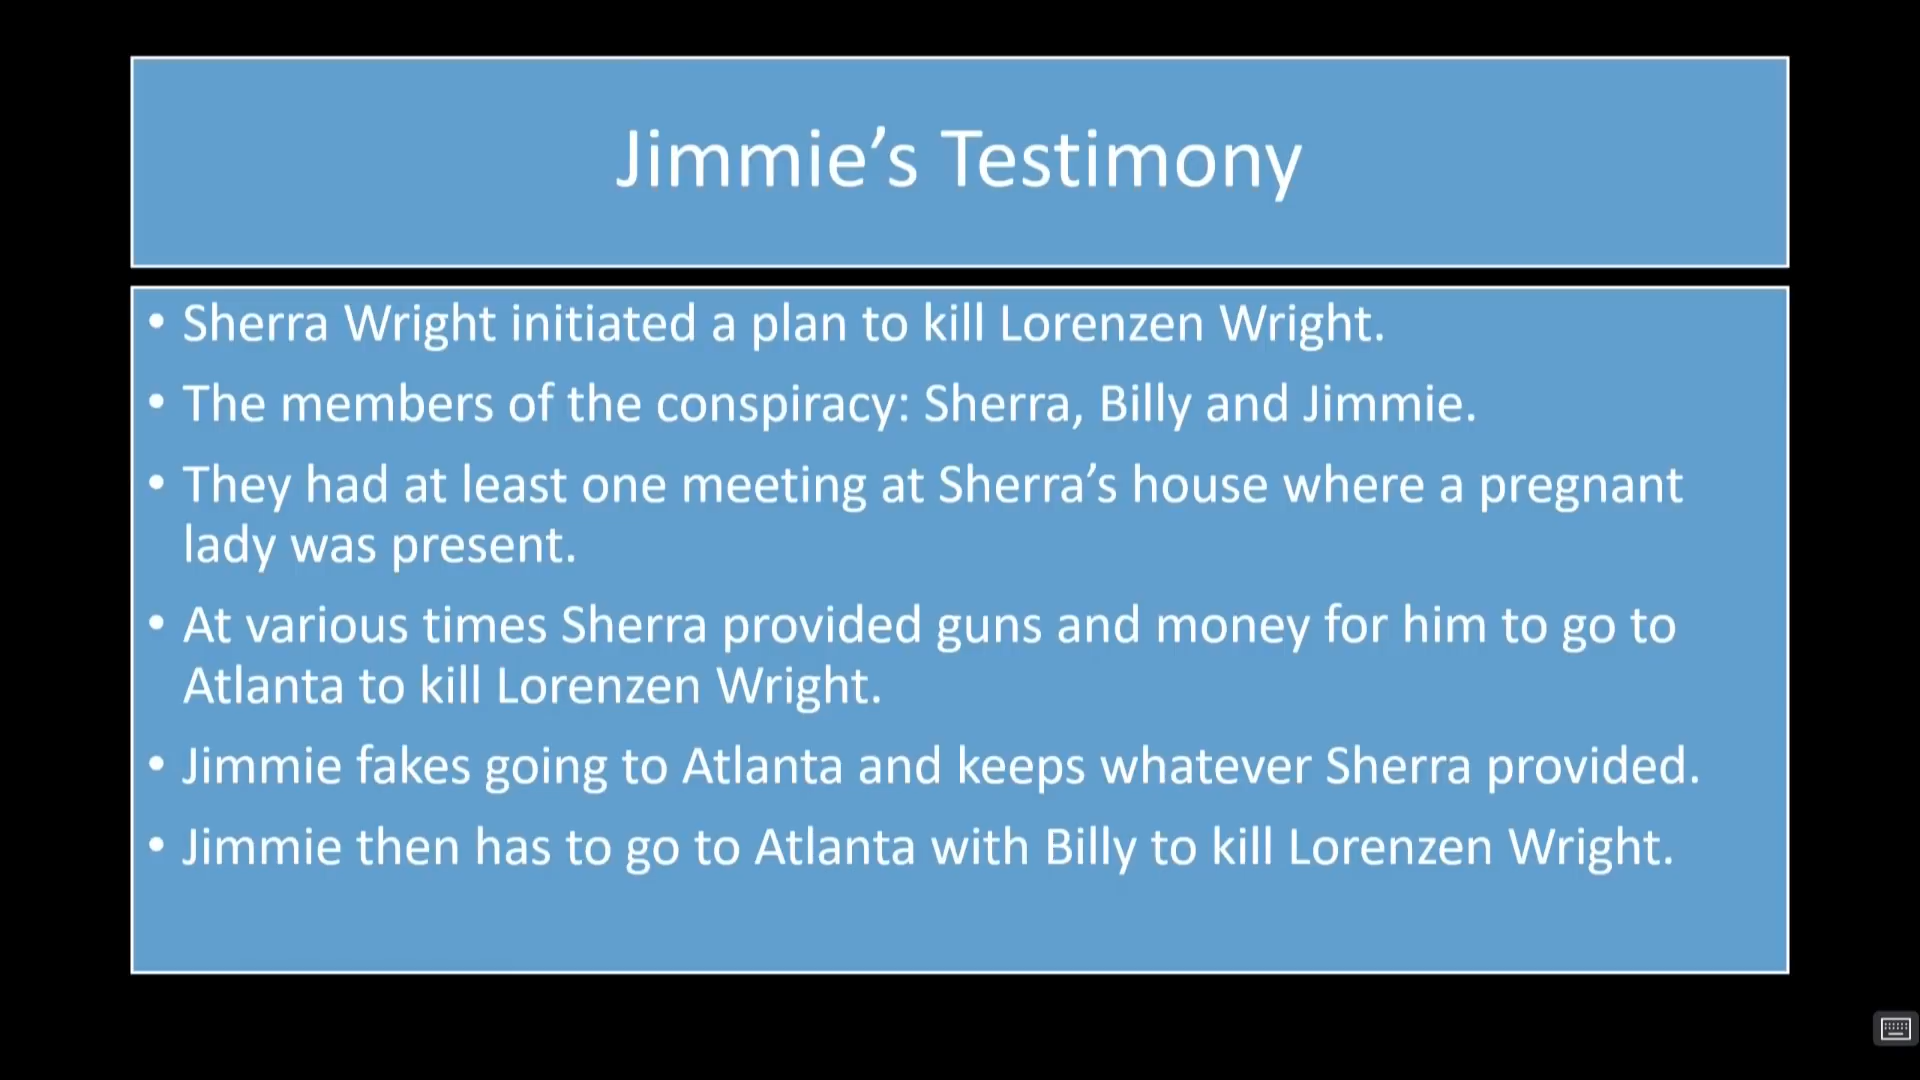 Jimmie’s Testimony
• Sherra Wright initiated a plan to kill Lorenzen Wright.
• The members of the conspiracy: Sherra, Billy and Jimmie.
• They had at least one meeting at Sherra’s house where a pregnant
lady was present.
• At various times Sherra provided guns and money for him to go to
Atlanta to kill Lorenzen Wright.
• Jimmie fakes going to Atlanta and keeps whatever Sherra provided.
• Jimmie then has to go to Atlanta with Billy to kill Lorenzen Wright.